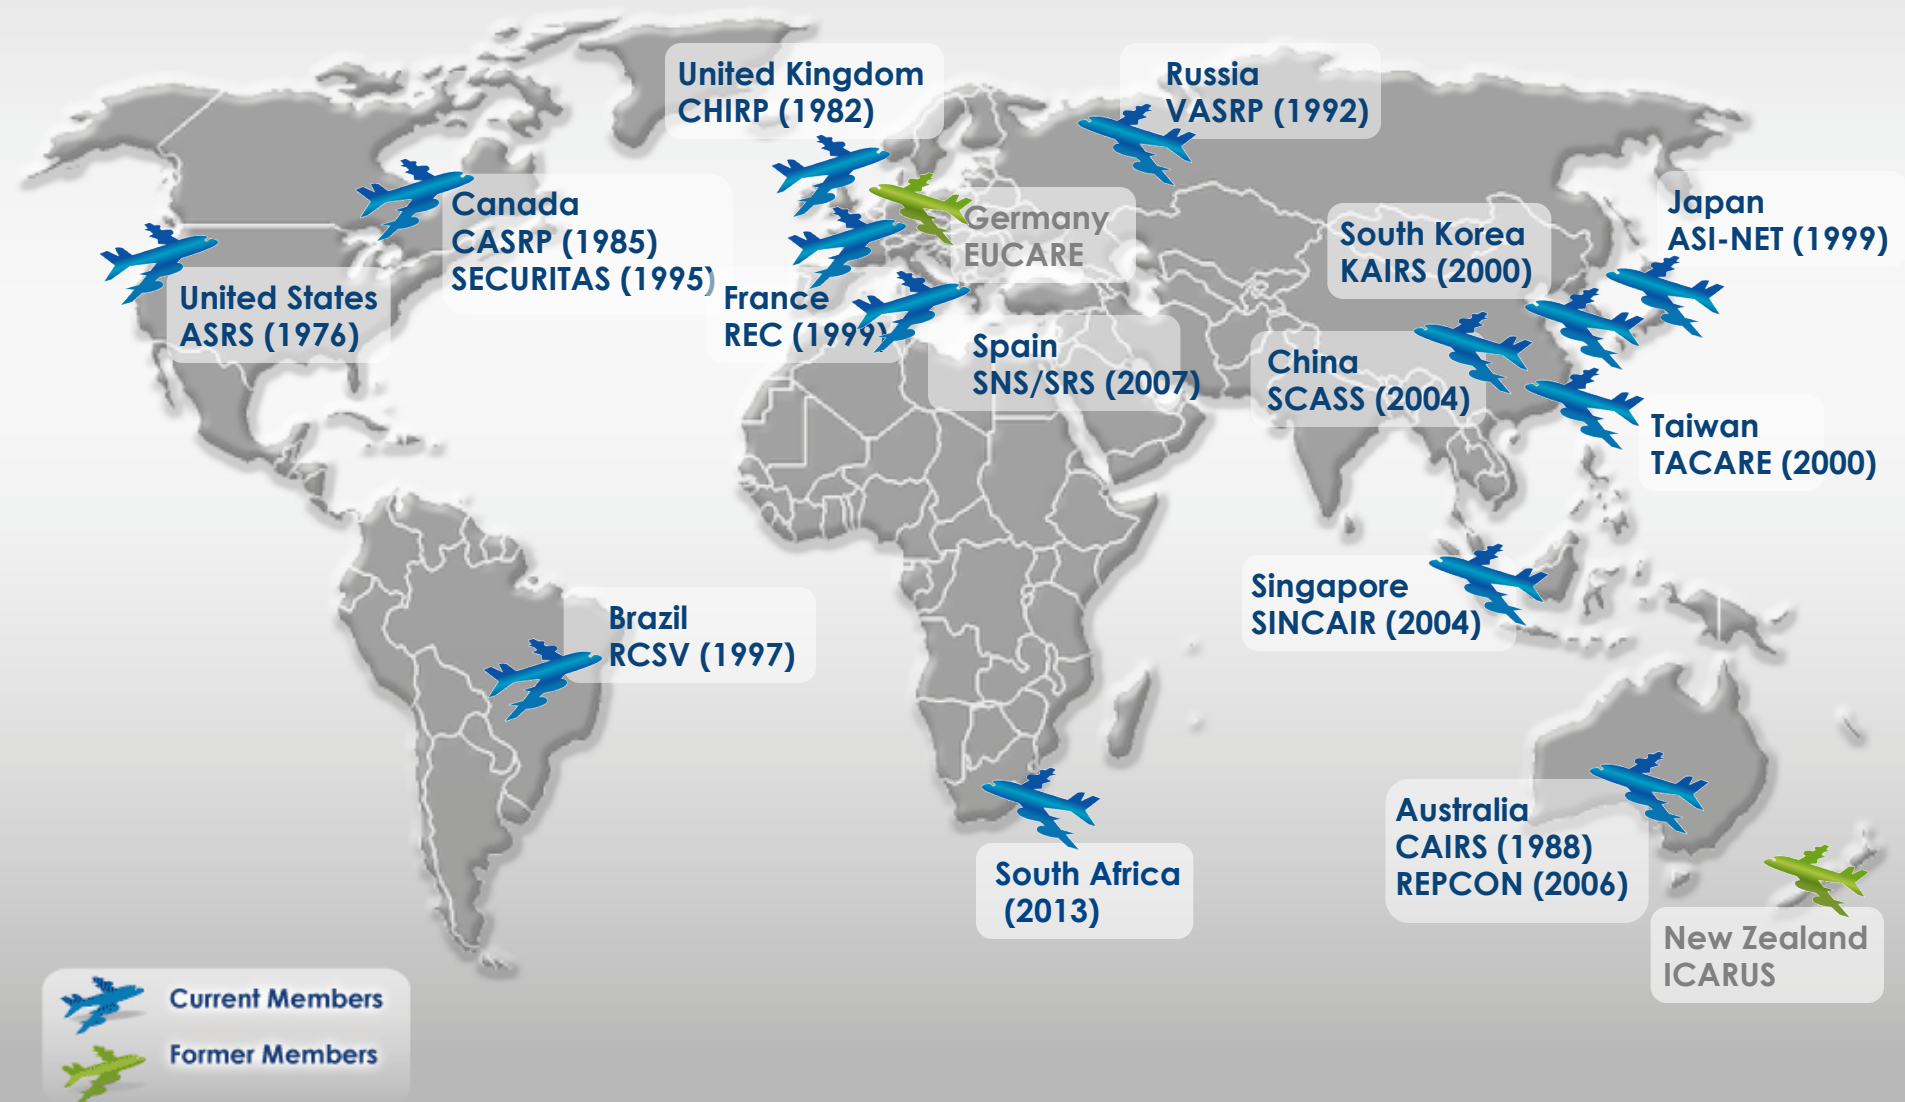 United Kingdom
CHIRP (1982)
Russia
VASRP (1992)
Canada
CASRP (1985)
SECURITAS (1995)
Germany
EUCARE
Japan
ASI-NET (1999)
South Korea
KAIRS (2000)
United States
ASRS (1976)
France
REC (1999)
Spain
SNS/SRS (2007)
China
SCASS (2004)
Taiwan
TACARE (2000)
Singapore
SINCAIR (2004)
Brazil
RCSV (1997)
Australia
CAIRS (1988)
REPCON (2006)
South Africa
(2013)
New Zealand
ICARUS
Current Members
Former Members